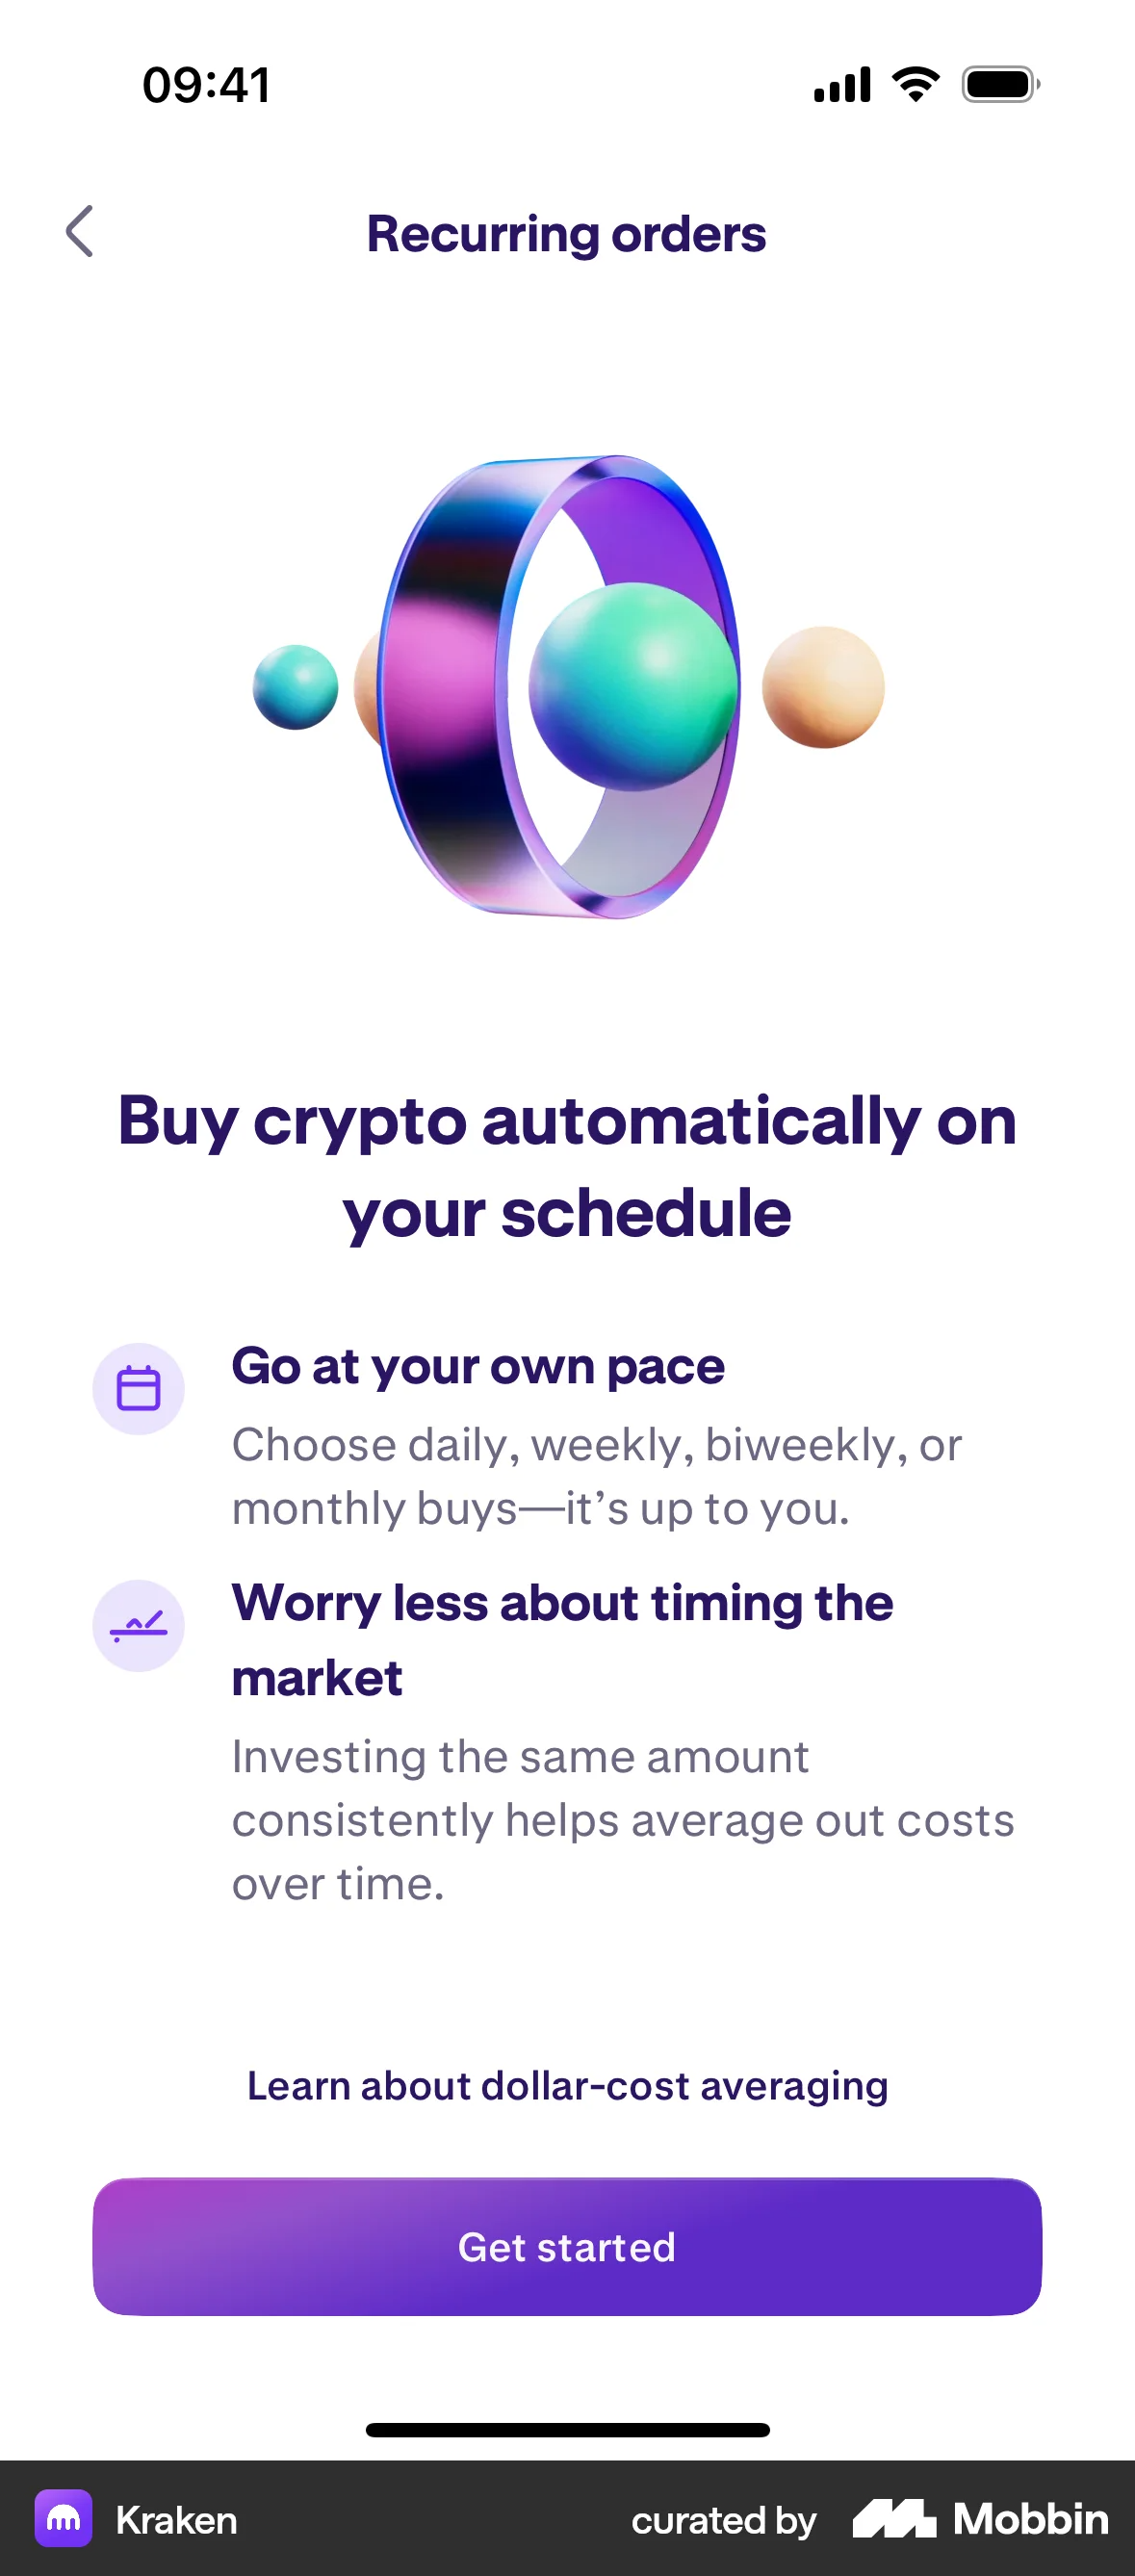 09:41
Recurring orders
Buy crypto automatically on
your schedule
Go at your own pace
Choose daily, weekly, biweekly, or
monthly buys—it’s up to you.
Worry less about timing the
market
Investing the same amount
consistently helps average out costs
over time.
Learn about dollar-cost averaging
Get started
Kraken
curated by Mobbin